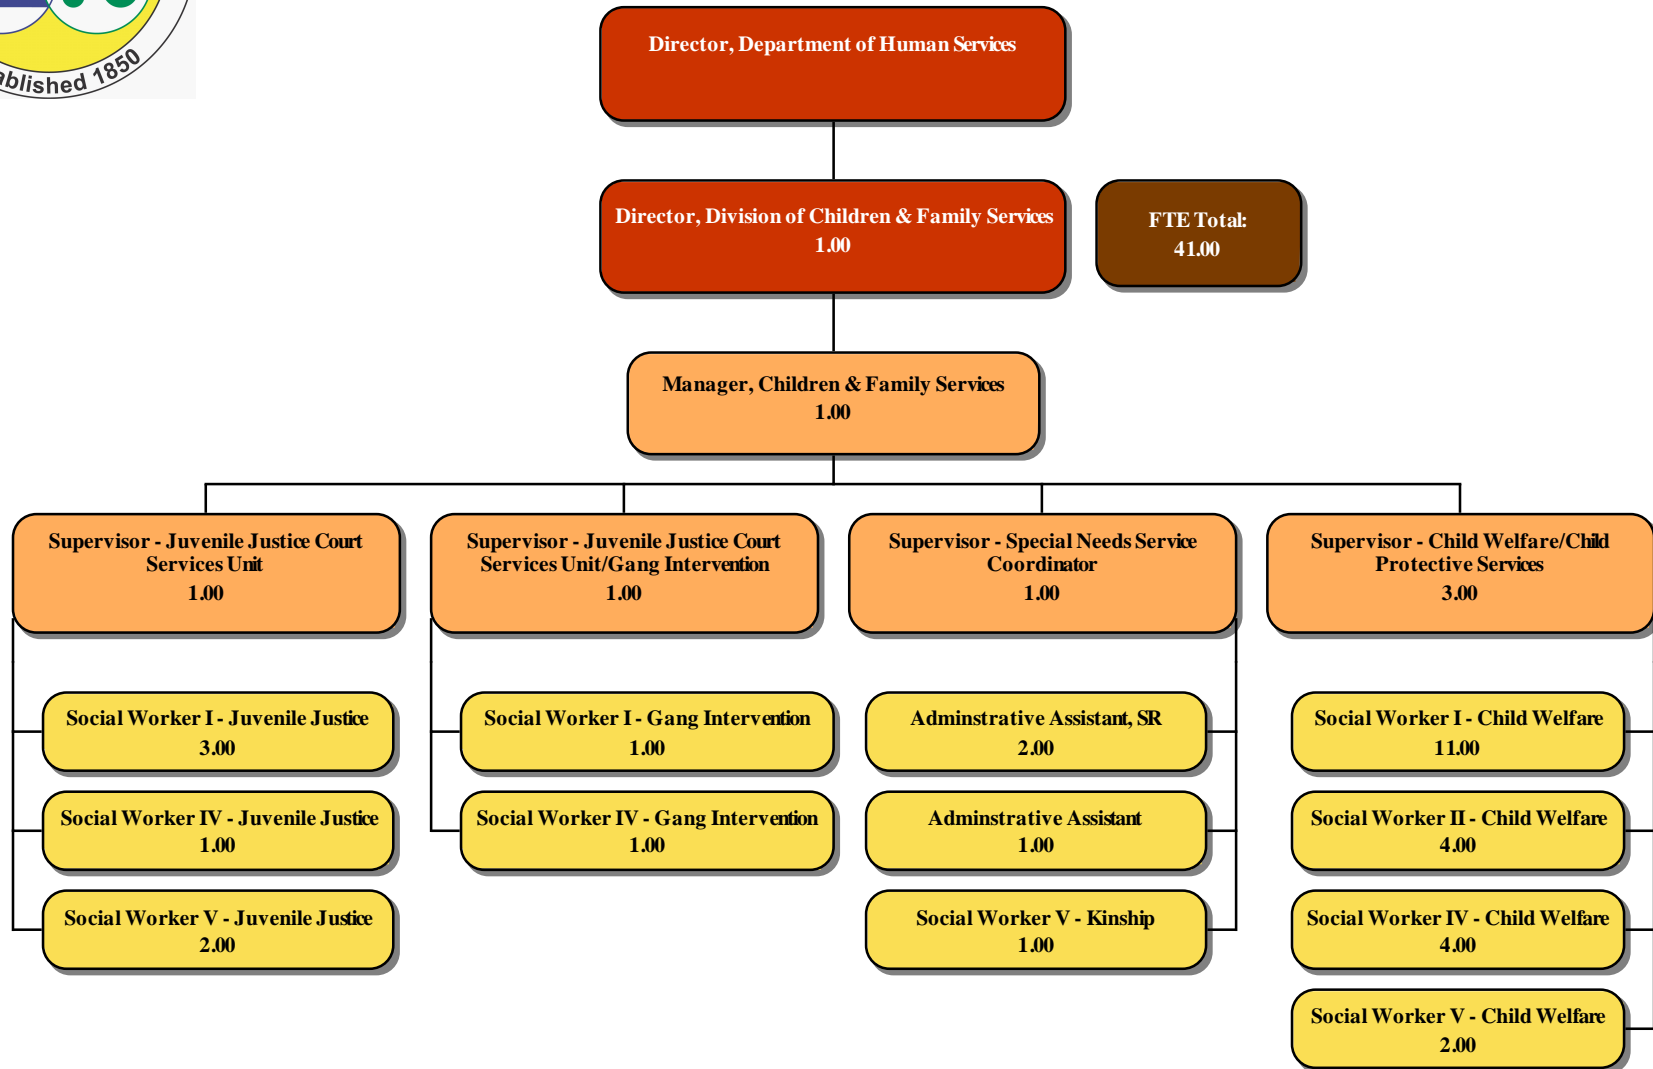 ablished 1850
Director, Department of Human Services
Director, Division of Children & Family Services
1.00
FTE Total:
41.00
Manager, Children & Family Services
1.00
Supervisor - Juvenile Justice Court
Services Unit
1.00
Supervisor - Juvenile Justice Court
Services Unit/Gang Intervention
1.00
Supervisor - Special Needs Service
Coordinator
1.00
Supervisor - Child Welfare/Child
Protective Services
3.00
Social Worker I - Juvenile Justice
3.00
Social Worker IV - Juvenile Justice
1.00
Social Worker V - Juvenile Justice
2.00
Social Worker I - Gang Intervention
1.00
Social Worker IV - Gang Intervention
1.00
Adminstrative Assistant, SR
2.00
Adminstrative Assistant
1.00
Social Worker V - Kinship
1.00
Social Worker I - Child Welfare
11.00
Social Worker II - Child Welfare
4.00
Social Worker IV - Child Welfare
4.00
Social Worker V - Child Welfare
2.00